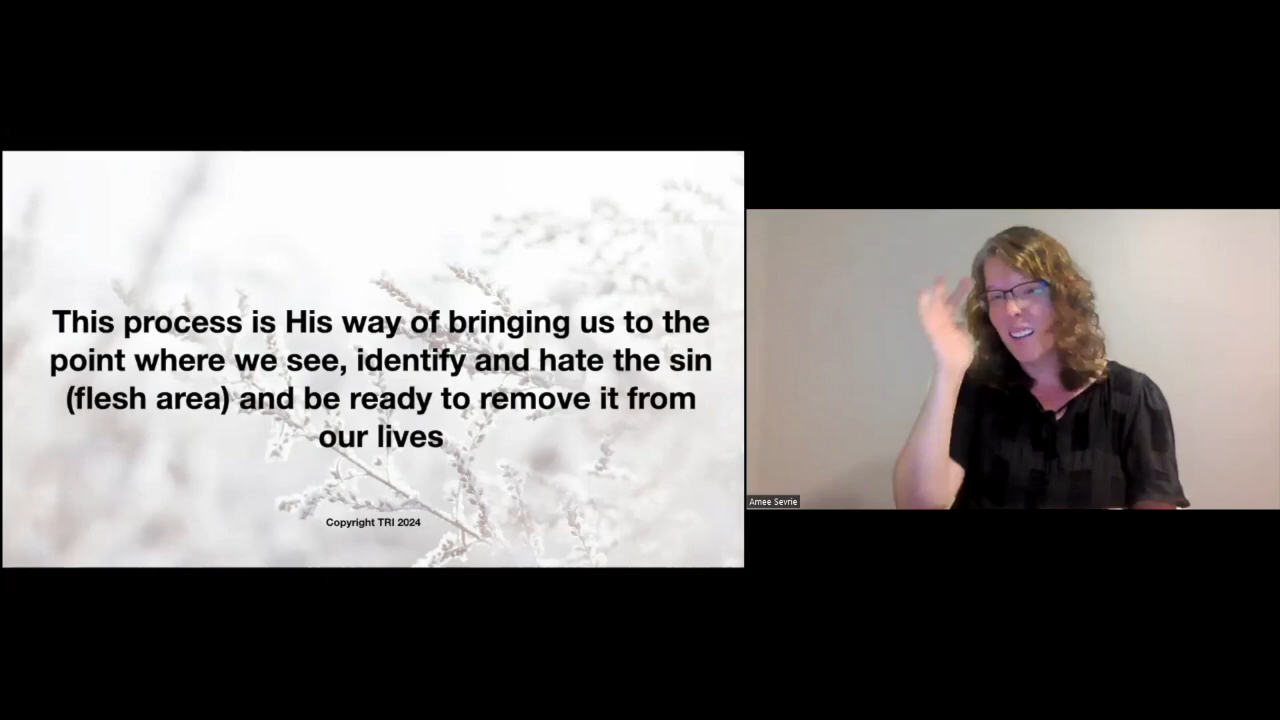 This process is His way of bringing us to the
point where we see, identify and hate the sin
(flesh area) and be ready to remove it from
our lives
Copyright TRI 2024
Amee Sevrie